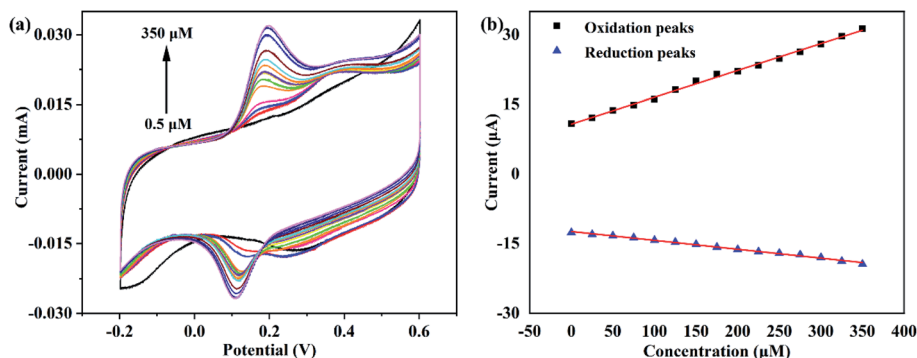 (a)
350 µM
0.5 µM
Current (mA)
0.030
0.015
0.000
-0.015
-0.030
-0.2
0.0
0.2
0.4
0.6
Potential (V)
(b)
Oxidation peaks
Reduction peaks
Current (µA)
30
15
0
-15
-30
-50
0
50
100
150
200
250
300
350
400
Concentration (µM)